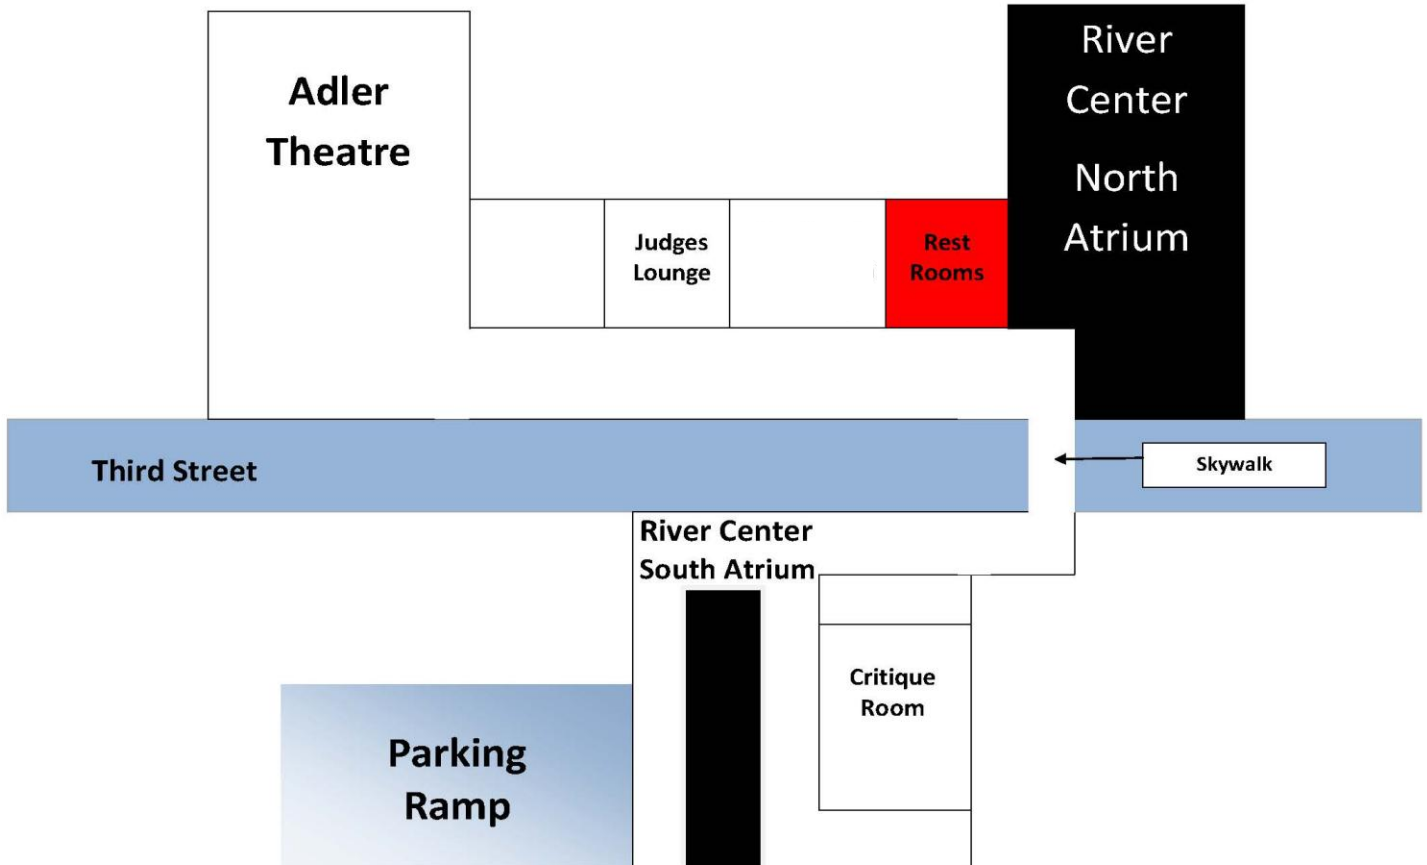 Adler
Theatre
River
Center
North
Atrium
Judges
Lounge
Rest
Rooms
Third Street
Skywalk
River Center
South Atrium
Critique
Room
Parking
Ramp